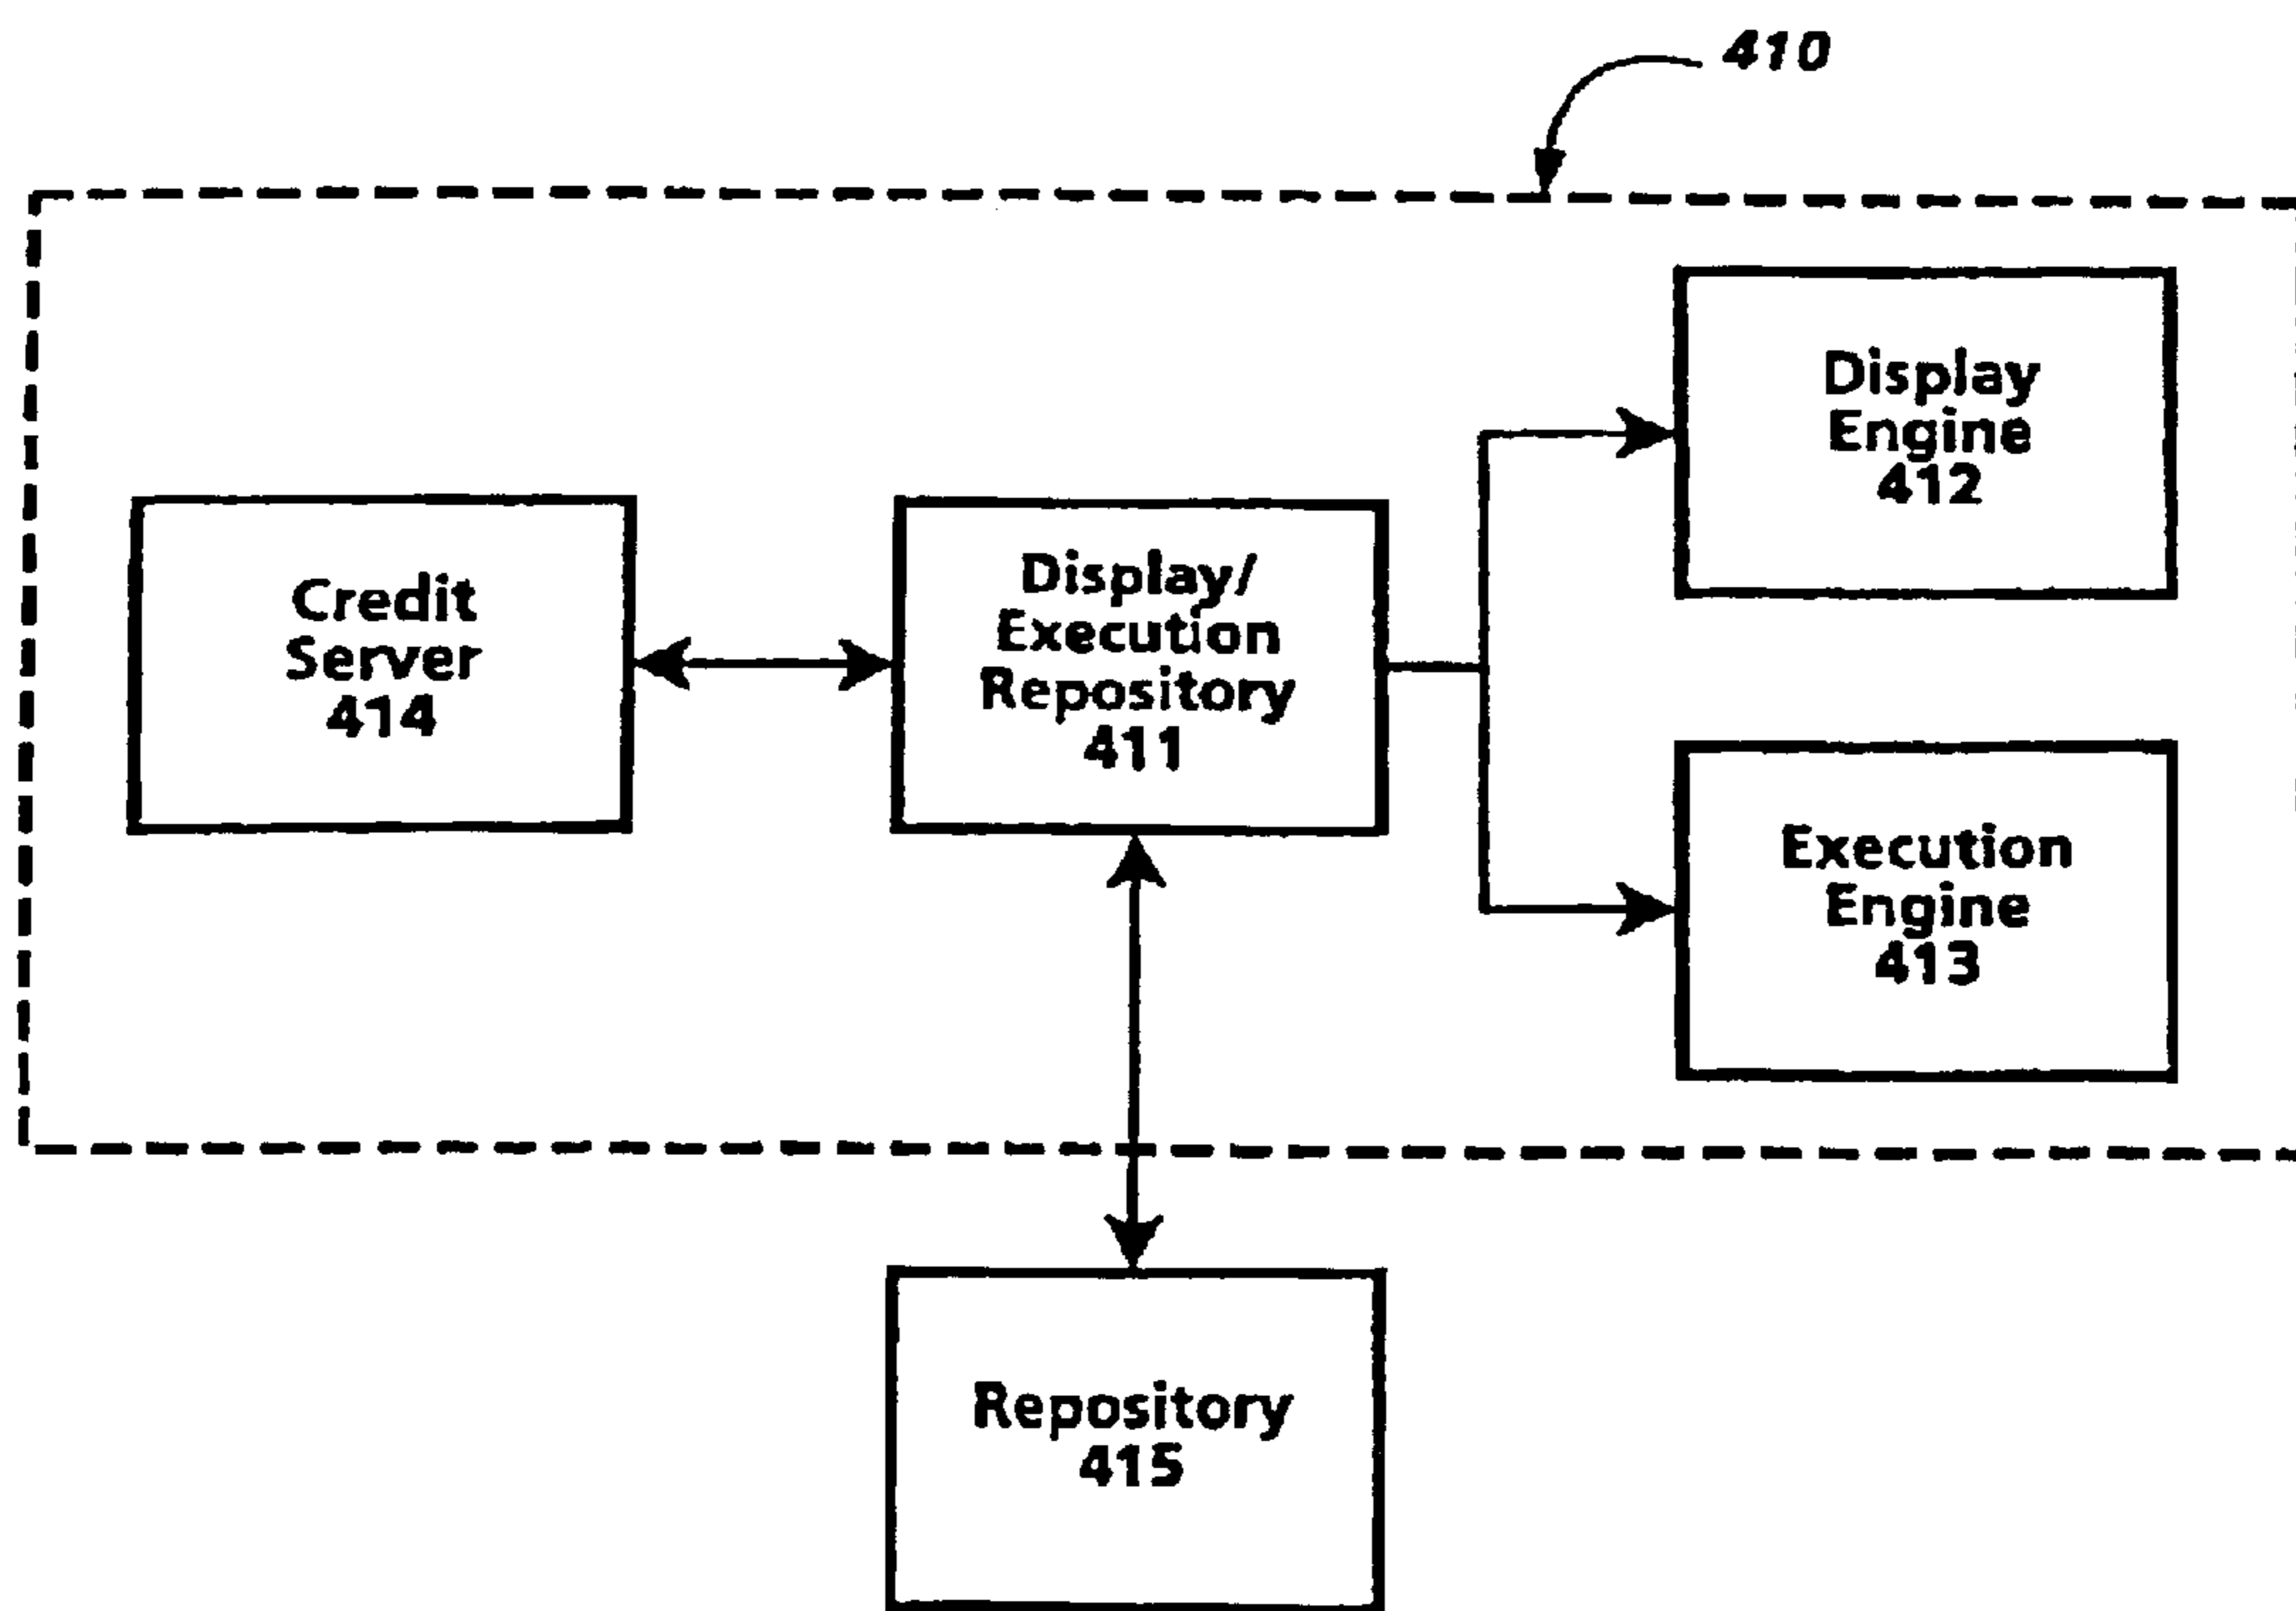 410
Display
Engine
412
Credit
Server
414
Display/
Execution
Repository
411
Execution
Engine
413
Repository
415